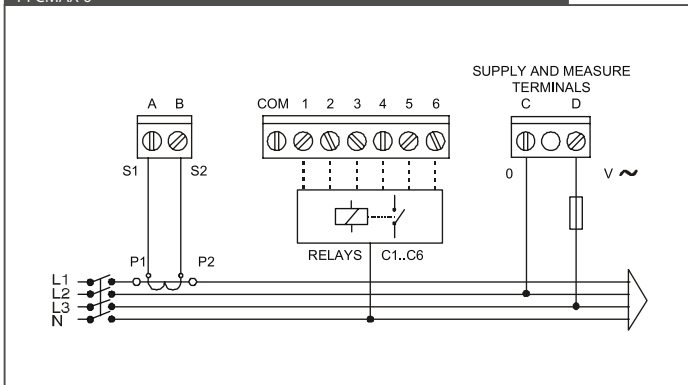 SUPPLY AND MEASURE
TERMINALS
A B COM 1 2 3 4 5 6 C D
S1 S2 0 V ~
RELAYS C1..C6
P1 P2
L1
L2
L3
N